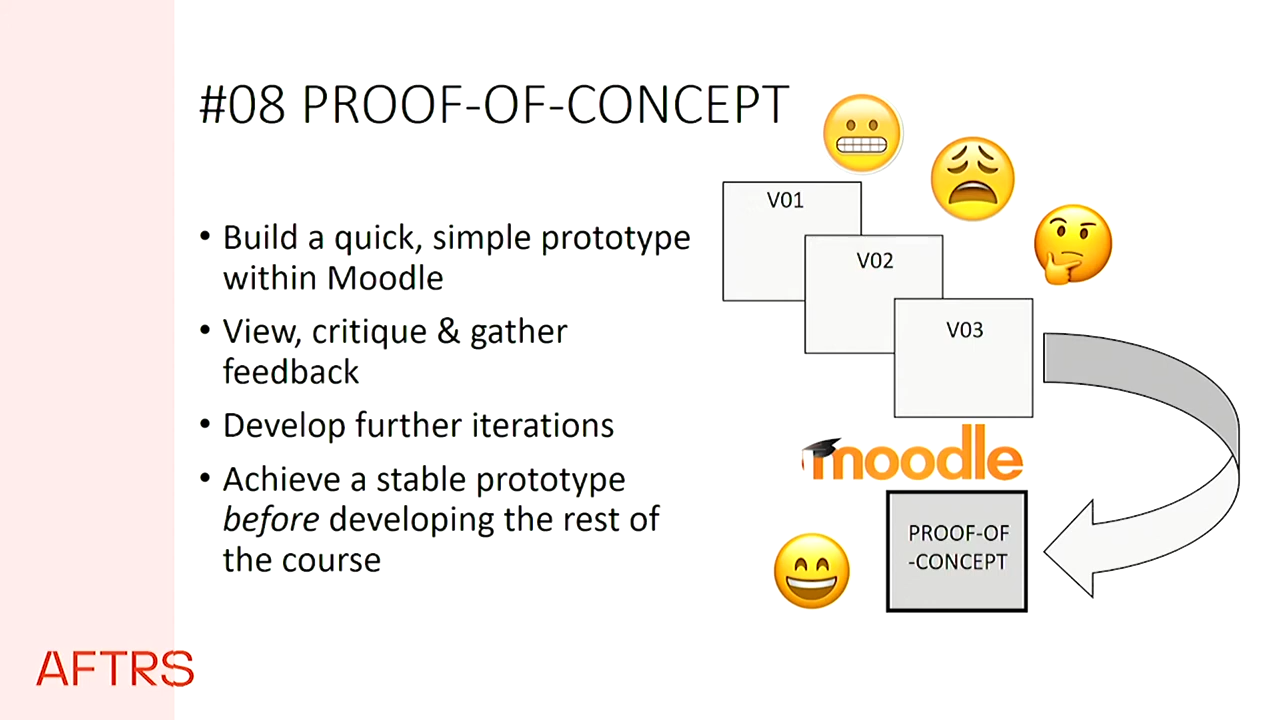 #08 PROOF-OF-CONCEPT
• Build a quick, simple prototype
within Moodle
• View, critique & gather
feedback
• Develop further iterations
• Achieve a stable prototype
before developing the rest of
the course
V01
V02
V03
moodle
PROOF-OF
-CONCEPT
AFTRS